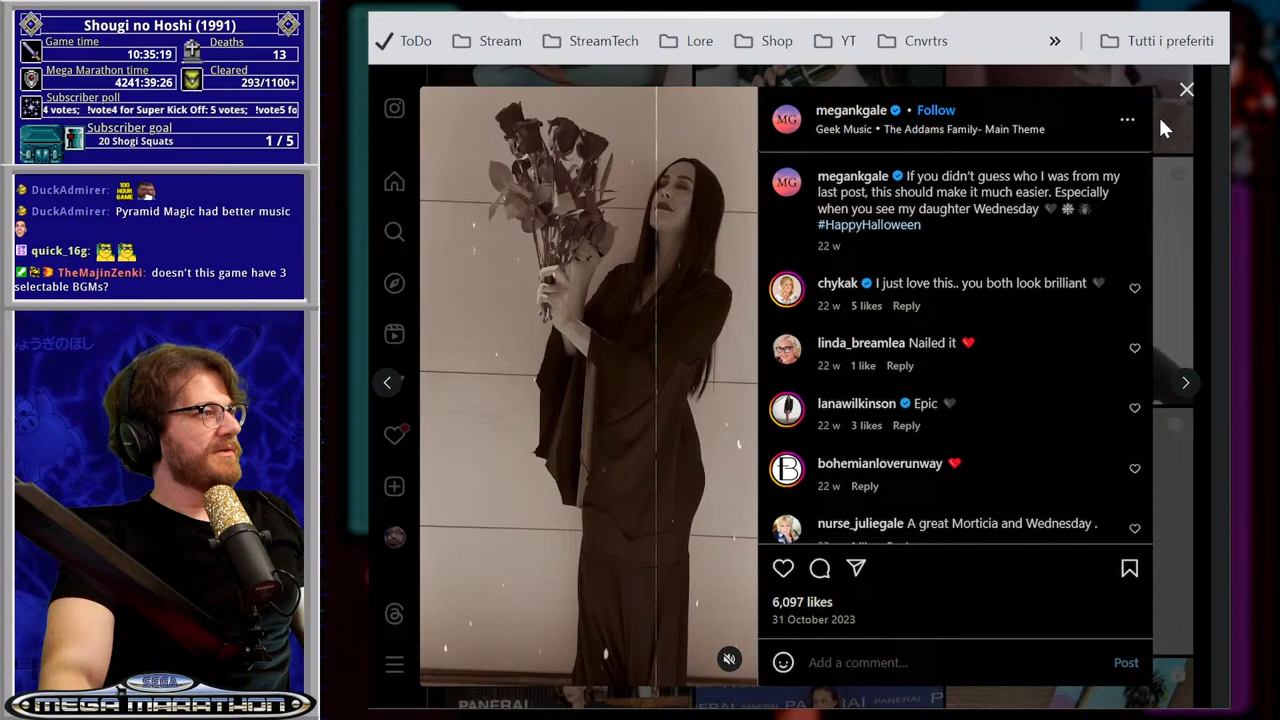 Shougi no Hoshi (1991)
Game time
10:35:19
Deaths
13
Mega Marathon time
4241:39:26
Cleared
293/1100+
Subscriber poll
4 votes; !vote4 for Super Kick Off: 5 votes; !vote5 fo
Subscriber goal
20 Shogi Squats
1 / 5
DuckAdmirer:
DuckAdmirer: Pyramid Magic had better music
quick_16g:
TheMajinZenki: doesn't this game have 3
selectable BGMs?
SEGA
MEGA MARATHON
ToDo
Stream
StreamTech
Lore
Shop
YT
Cnvrtrs
»
Tutti i preferiti
MG
megankgale • Follow
Geek Music • The Addams Family- Main Theme
MG
megankgale If you didn’t guess who I was from my
last post, this should make it much easier. Especially
when you see my daughter Wednesday
#HappyHalloween
22 w
chykak I just love this.. you both look brilliant
22 w 5 likes Reply
linda_breamlea Nailed it
22 w 1 like Reply
lanawilkinson Epic
22 w 3 likes Reply
B
bohemianloverunway
22 w Reply
nurse_juliegale A great Morticia and Wednesday .
6,097 likes
31 October 2023
Add a comment...
Post
PANERAI
PANERAI
P